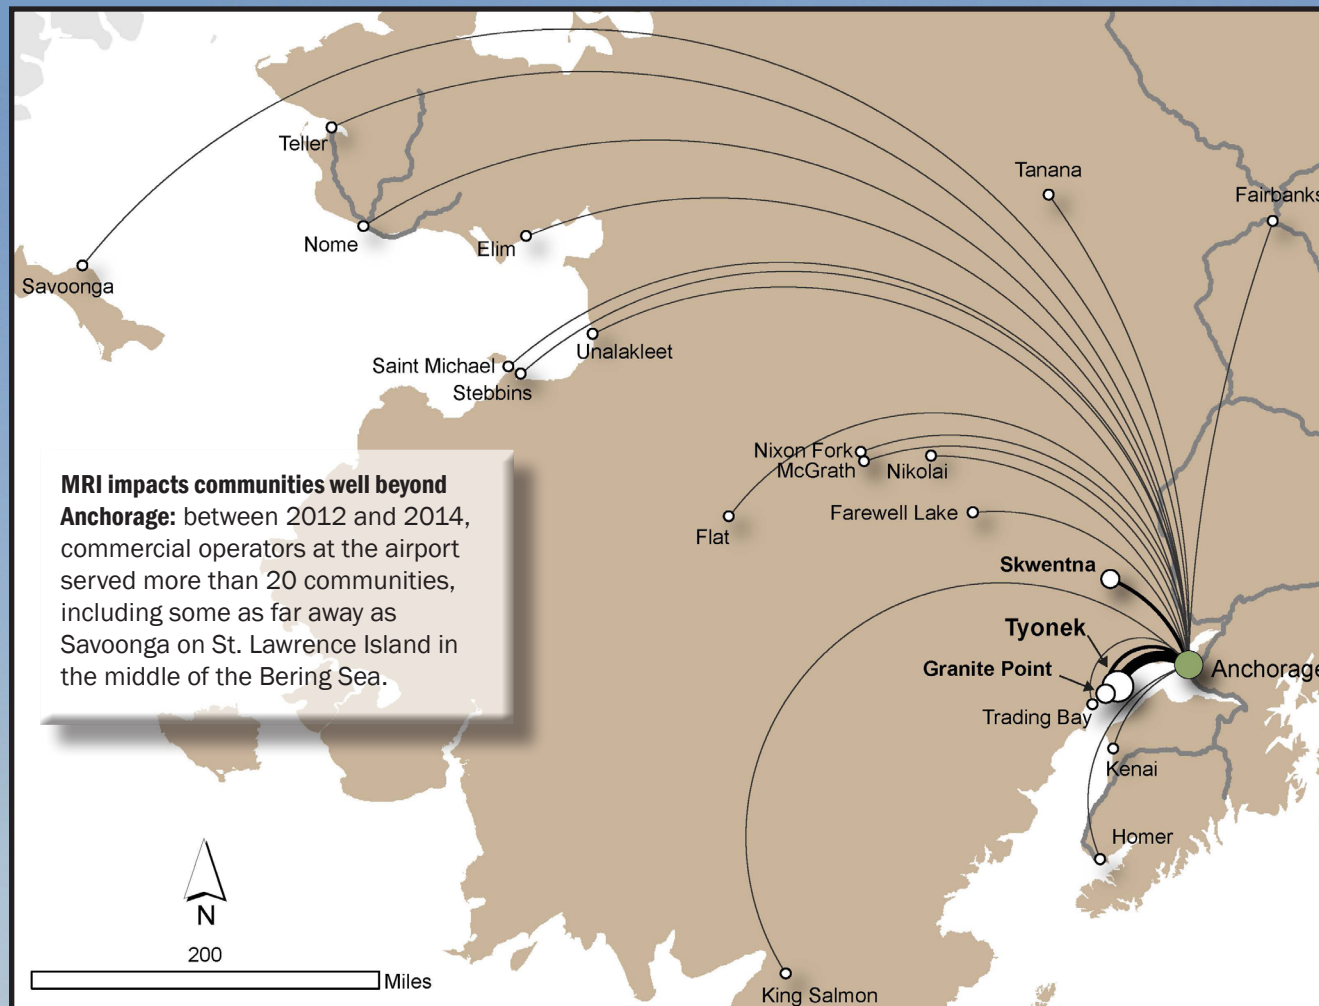 Teller
Nome
Elim
Savoonga
Tanana
Fairbanks
Unalakleet
Saint Michael
Stebbins
Nixon Fork
McGrath
Nikolai
Flat
Farewell Lake
Skwentna
Tyonek
Granite Point
Anchorage
Trading Bay
Kenai
Homer
King Salmon
MRI impacts communities well beyond
Anchorage: between 2012 and 2014,
commercial operators at the airport
served more than 20 communities,
including some as far away as
Savoonga on St. Lawrence Island in
the middle of the Bering Sea.
N
200
Miles